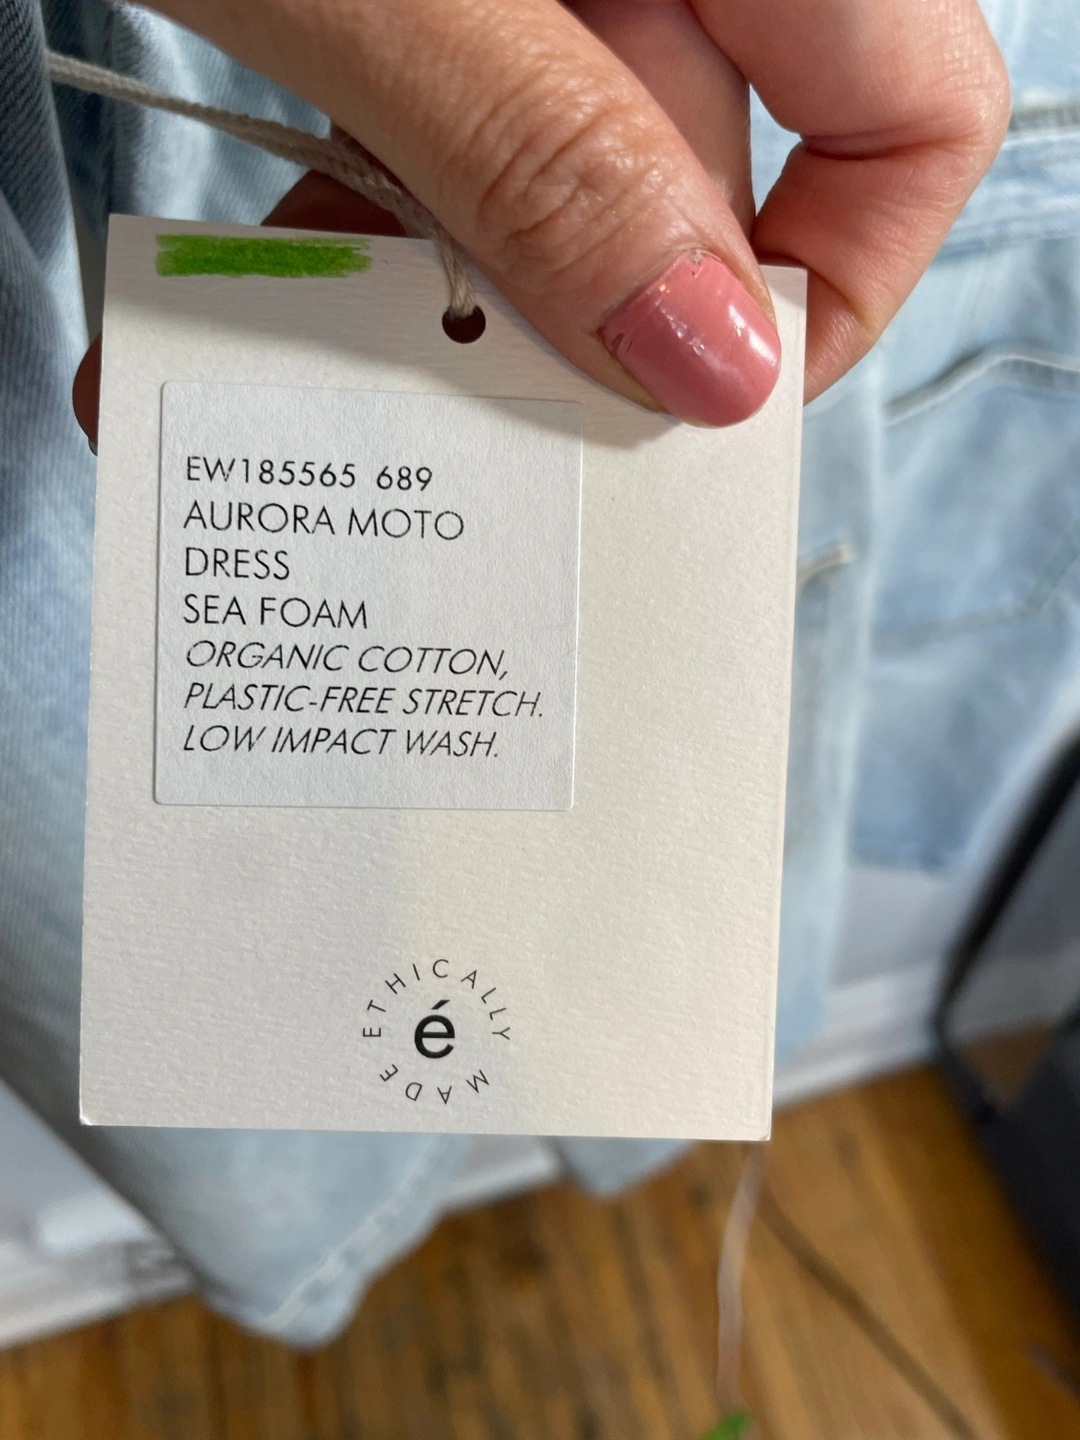 EW185565 689
AURORA MOTO
DRESS
SEA FOAM
ORGANIC COTTON,
PLASTIC-FREE STRETCH.
LOW IMPACT WASH.
ETHICALLY MADE
é